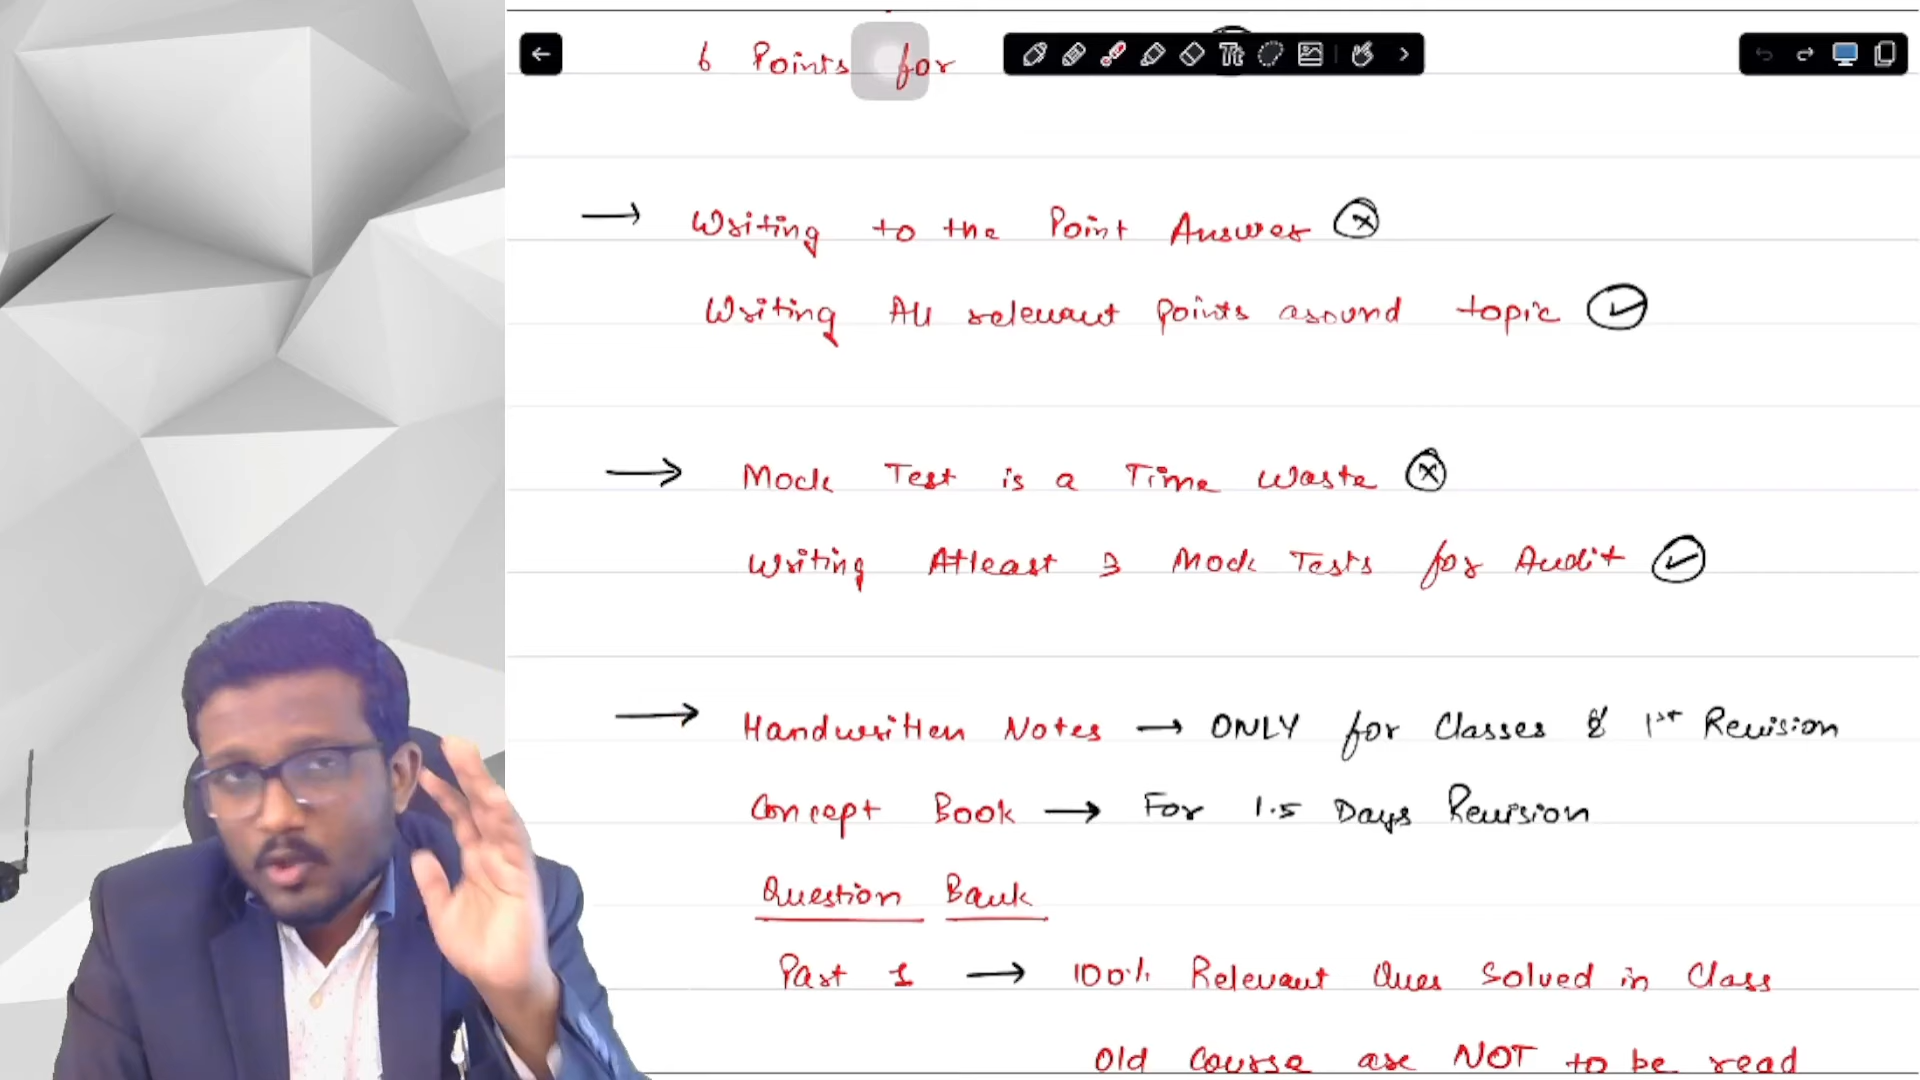 6 Points for
→ Writing to the Point Answer ⓧ
Writing All relevant Points around topic ✓
→ Mock Test is a Time Waste ⓧ
Writing Atleast 3 Mock Tests for Audit ✓
→ Handwritten Notes → ONLY for Classes & 1st Revision
Concept Book → For 1.5 Days Revision
Question Bank
Part 1 → 100% Relevant Ques Solved in Class
Old Course are NOT to be read